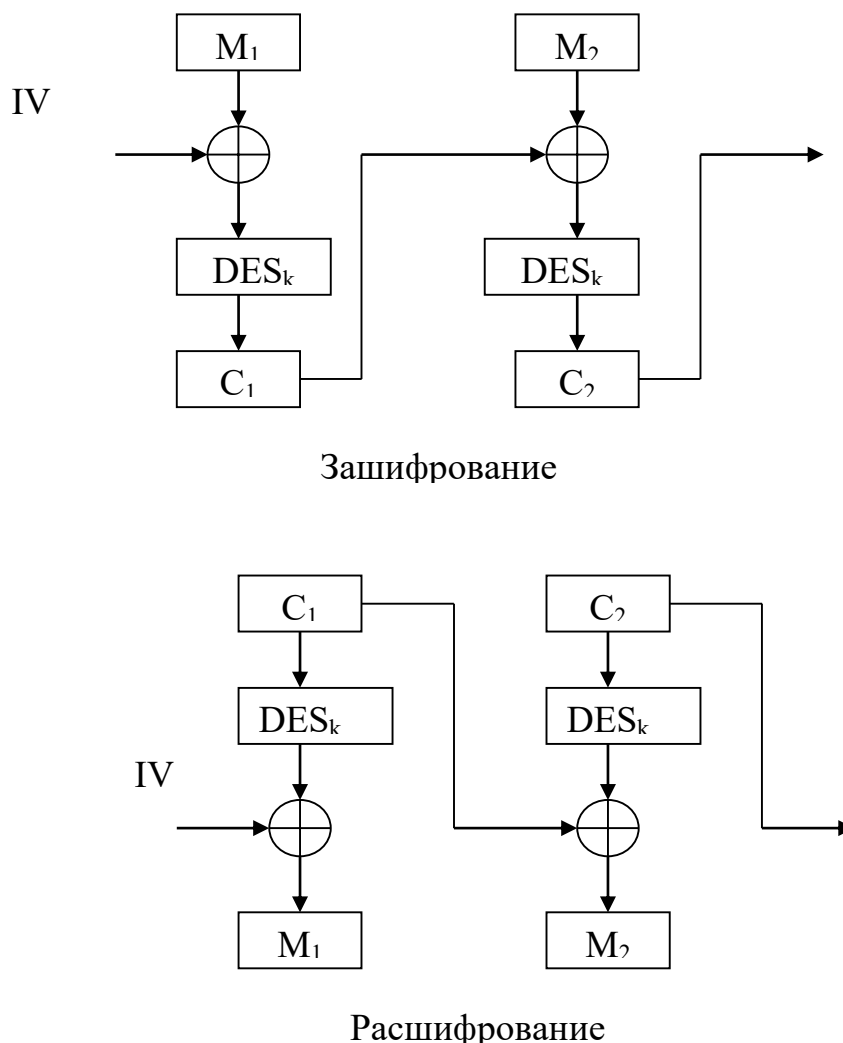 M₁ M₂
IV
DESₖ DESₖ
C₁ C₂
Зашифрование
C₁ C₂
DESₖ DESₖ
IV
M₁ M₂
Расшифрование